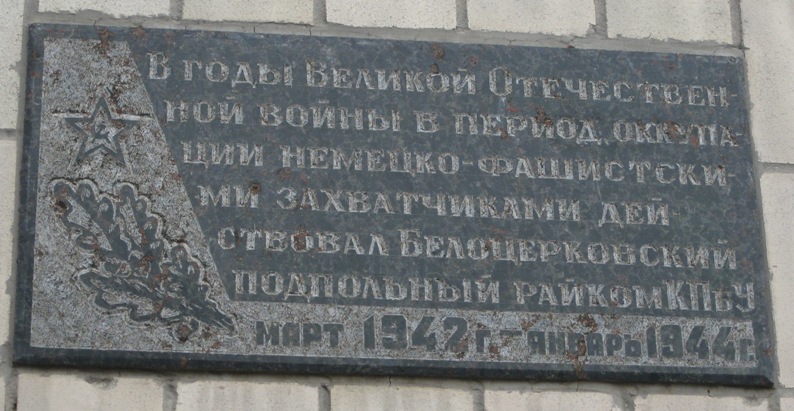 В годы Великой Отечествен-
ной войны в период оккупа-
ции немецко-фашистски-
ми захватчиками дей-
ствовал Белоцерковский
подпольный райком КПбУ
март 1942 г. – январь 1944 г.